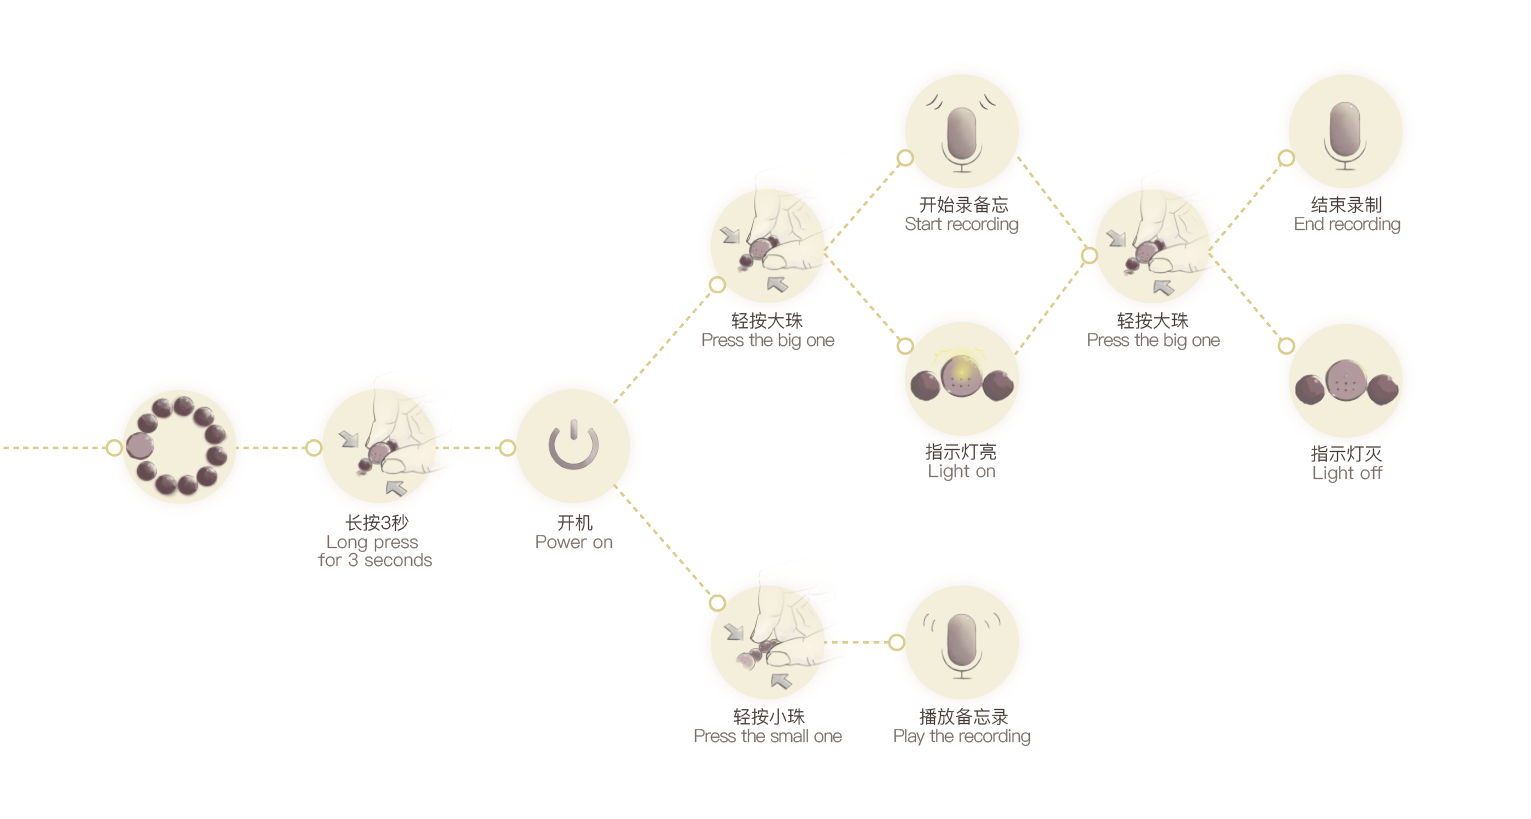 开始录备忘
Start recording
结束录制
End recording
轻按大珠
Press the big one
轻按大珠
Press the big one
指示灯亮
Light on
指示灯灭
Light off
长按3秒
Long press
for 3 seconds
开机
Power on
轻按小珠
Press the small one
播放备忘录
Play the recording